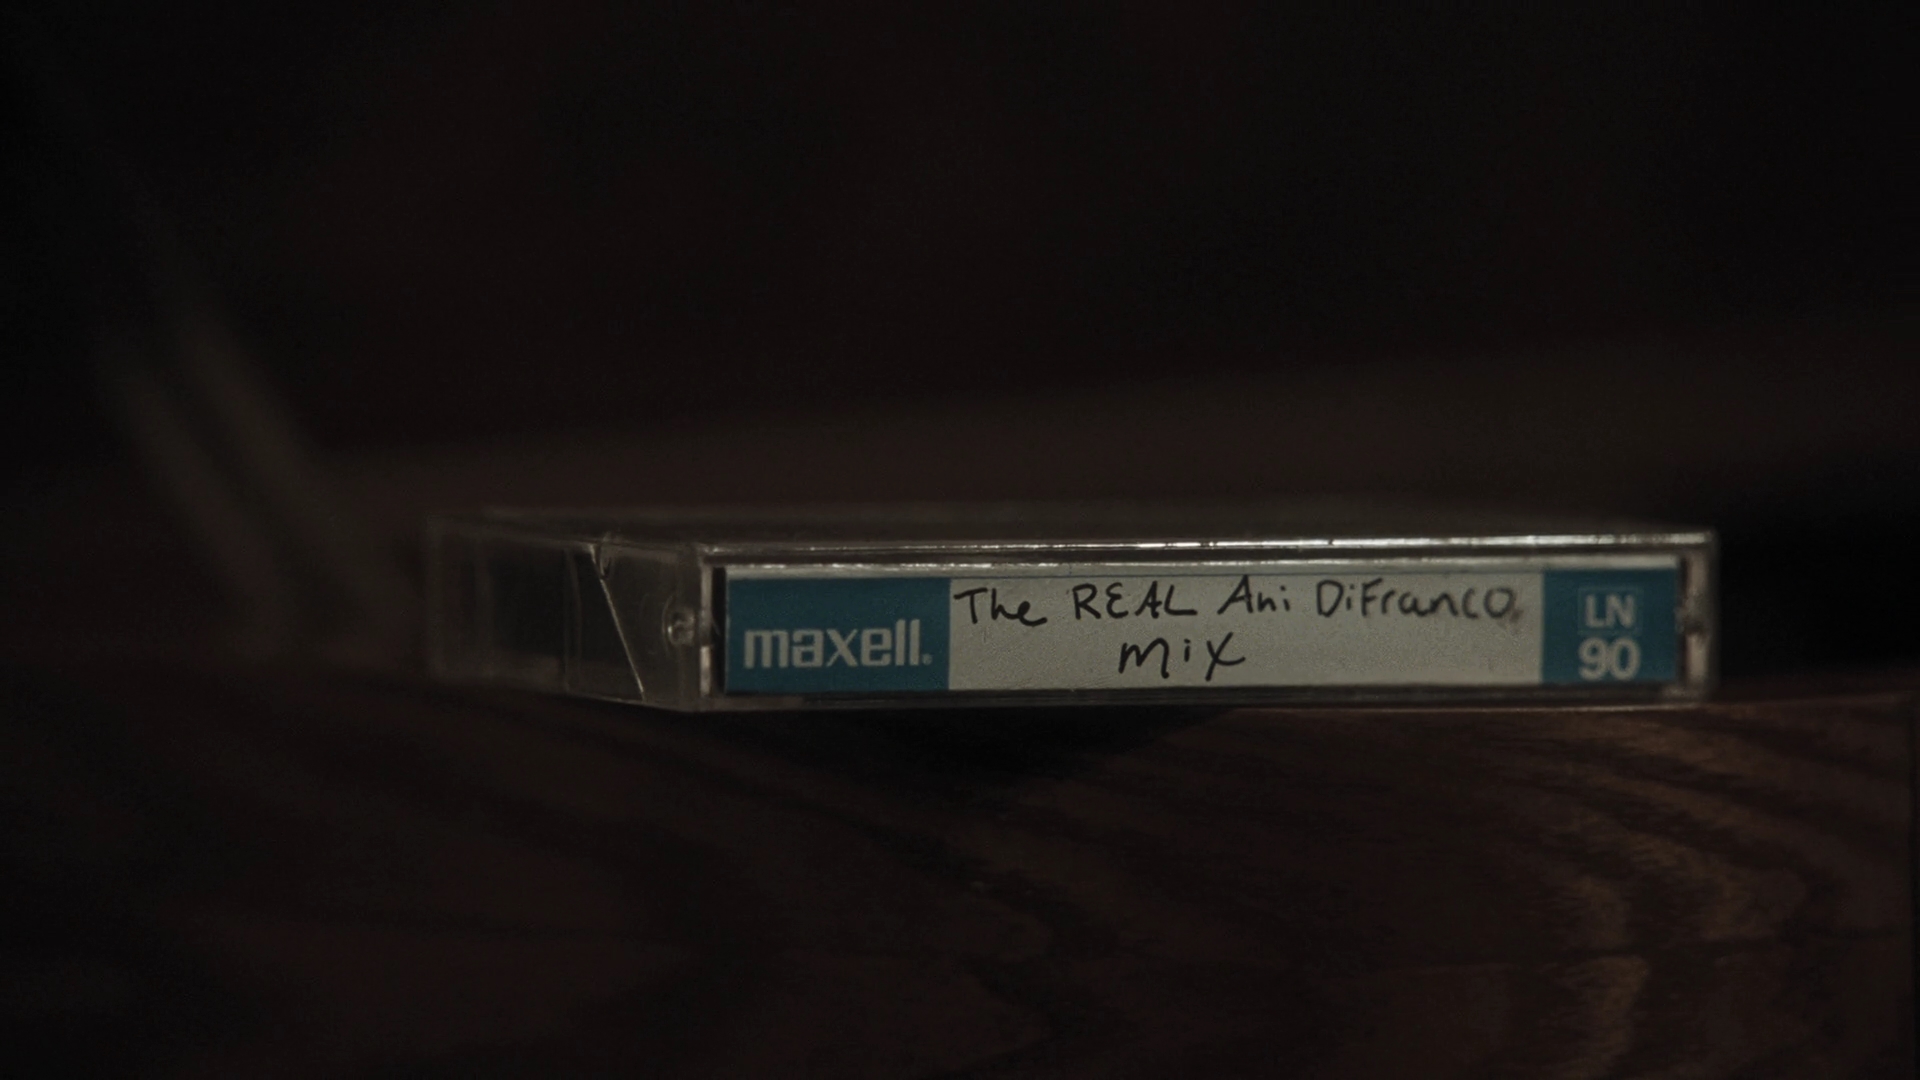 maxell.
The REAL Ani DiFranco
mix
LN
90